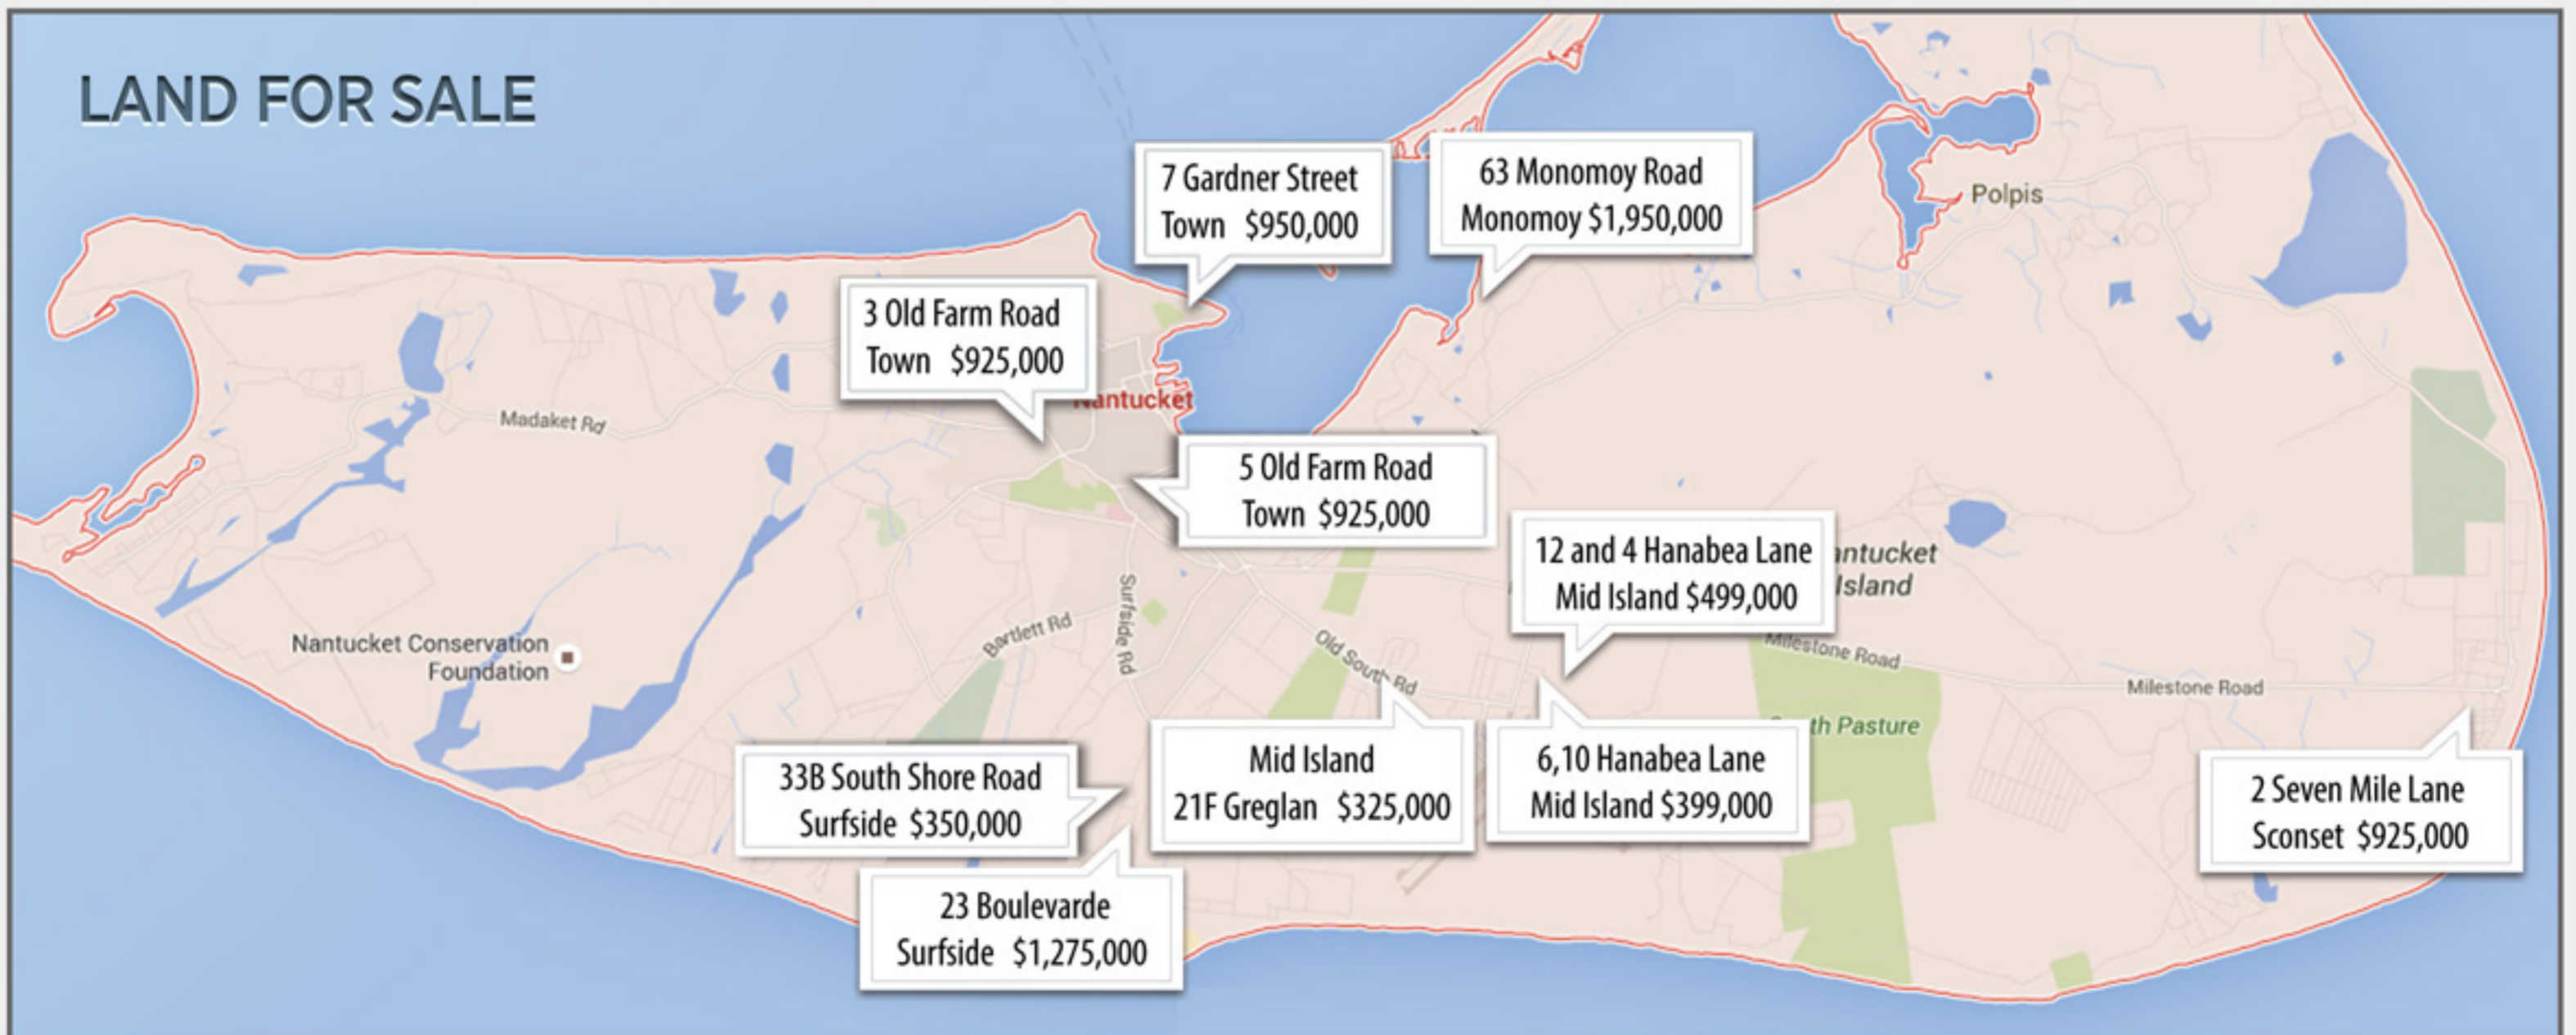 LAND FOR SALE
7 Gardner Street
Town $950,000
63 Monomoy Road
Monomoy $1,950,000
Polpis
3 Old Farm Road
Town $925,000
Nantucket
Madaket Rd
5 Old Farm Road
Town $925,000
12 and 4 Hanabea Lane
Mid Island $499,000
antucket
Island
Nantucket Conservation
Foundation
Bartlett Rd
Surfside Rd
Old South Rd
Milestone Road
Milestone Road
th Pasture
33B South Shore Road
Surfside $350,000
Mid Island
21F Greglan $325,000
6,10 Hanabea Lane
Mid Island $399,000
2 Seven Mile Lane
Sconset $925,000
23 Boulevarde
Surfside $1,275,000